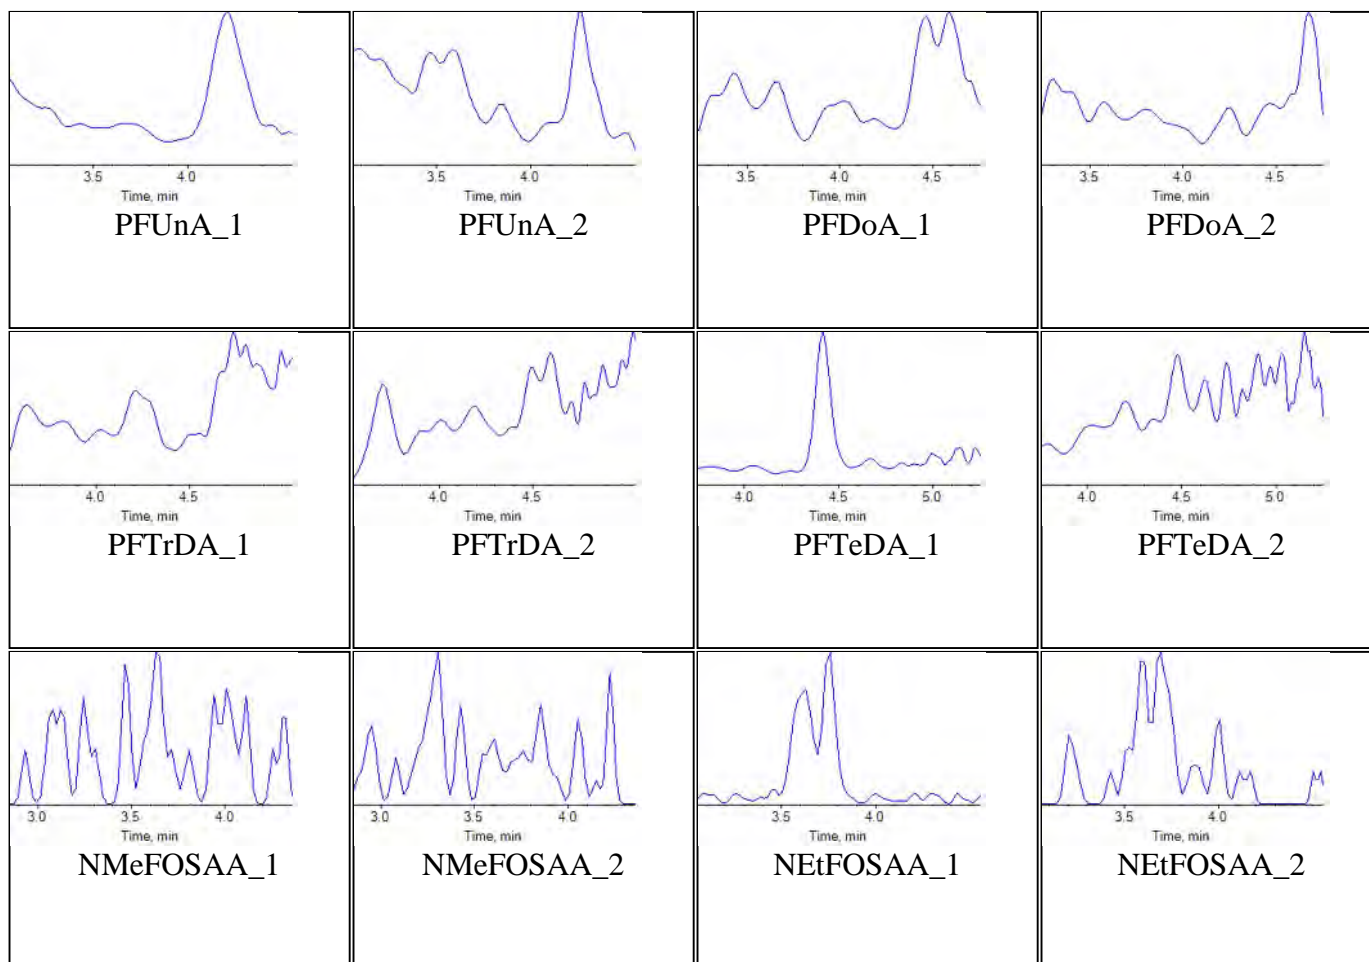 3.5 4.0
Time, min
PFUnA_1
3.5 4.0
Time, min
PFUnA_2
3.5 4.0 4.5
Time, min
PFDoA_1
3.5 4.0 4.5
Time, min
PFDoA_2
4.0 4.5
Time, min
PFTrDA_1
4.0 4.5
Time, min
PFTrDA_2
4.0 4.5 5.0
Time, min
PFTeDA_1
4.0 4.5 5.0
Time, min
PFTeDA_2
3.0 3.5 4.0
Time, min
NMeFOSAA_1
3.0 3.5 4.0
Time, min
NMeFOSAA_2
3.5 4.0
Time, min
NEtFOSAA_1
3.5 4.0
Time, min
NEtFOSAA_2